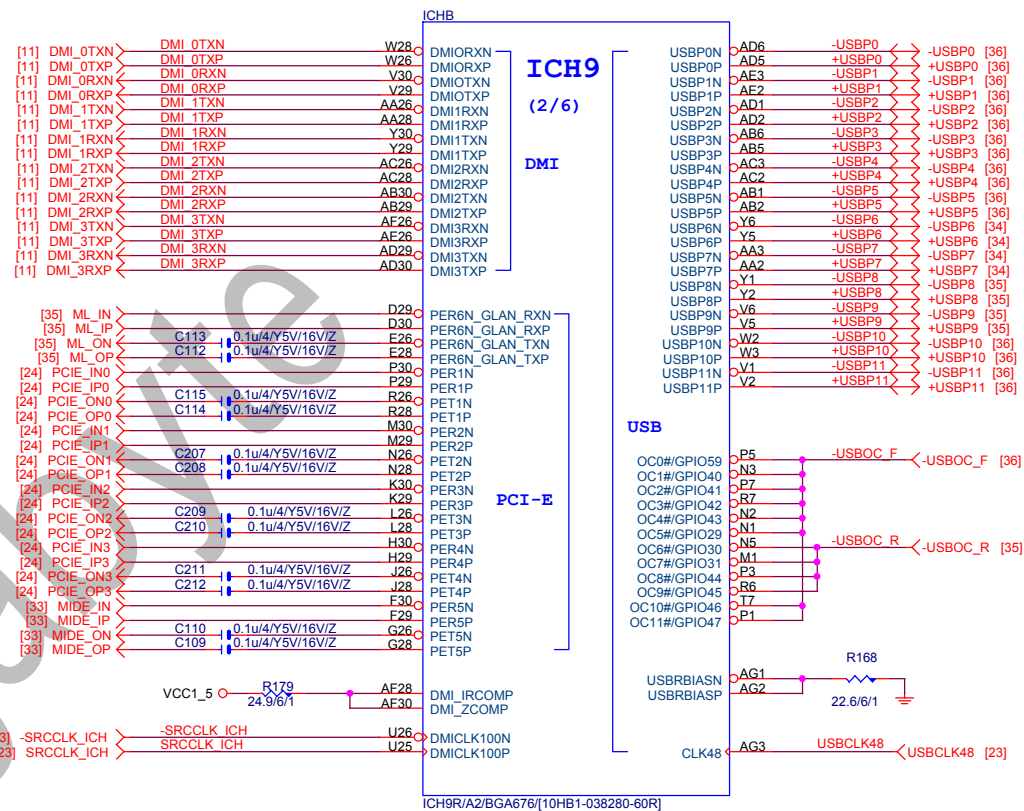 ICHB
ICH9
(2/6)
DMI
PCI-E
USB
[11] DMI_0TXN DMI_0TXN W28 DMIORXN
[11] DMI_0TXP DMI_0TXP W26 DMIORXP
[11] DMI_0RXN DMI_0RXN V30 DMIOTXN
[11] DMI_0RXP DMI_0RXP V29 DMIOTXP
[11] DMI_1TXN DMI_1TXN AA26 DMI1RXN
[11] DMI_1TXP DMI_1TXP AA28 DMI1RXP
[11] DMI_1RXN DMI_1RXN Y30 DMI1TXN
[11] DMI_1RXP DMI_1RXP Y29 DMI1TXP
[11] DMI_2TXN DMI_2TXN AC26 DMI2RXN
[11] DMI_2TXP DMI_2TXP AC28 DMI2RXP
[11] DMI_2RXN DMI_2RXN AB30 DMI2TXN
[11] DMI_2RXP DMI_2RXP AB29 DMI2TXP
[11] DMI_3TXN DMI_3TXN AF26 DMI3RXN
[11] DMI_3TXP DMI_3TXP AE26 DMI3RXP
[11] DMI_3RXN DMI_3RXN AD29 DMI3TXN
[11] DMI_3RXP DMI_3RXP AD30 DMI3TXP
[35] ML_IN D29 PER6N_GLAN_RXN
[35] ML_IP D30 PER6N_GLAN_RXP
[35] ML_ON C113 0.1u/4/Y5V/16V/Z E26 PER6N_GLAN_TXN
[35] ML_OP C112 0.1u/4/Y5V/16V/Z E28 PER6N_GLAN_TXP
[24] PCIE_IN0 P30 PER1N
[24] PCIE_IP0 P29 PER1P
[24] PCIE_ON0 C115 0.1u/4/Y5V/16V/Z R26 PET1N
[24] PCIE_OP0 C114 0.1u/4/Y5V/16V/Z R28 PET1P
[24] PCIE_IN1 M30 PER2N
[24] PCIE_IP1 M29 PER2P
[24] PCIE_ON1 C207 0.1u/4/Y5V/16V/Z N26 PET2N
[24] PCIE_OP1 C208 0.1u/4/Y5V/16V/Z N28 PET2P
[24] PCIE_IN2 K30 PER3N
[24] PCIE_IP2 K29 PER3P
[24] PCIE_ON2 C209 0.1u/4/Y5V/16V/Z L26 PET3N
[24] PCIE_OP2 C210 0.1u/4/Y5V/16V/Z L28 PET3P
[24] PCIE_IN3 H30 PER4N
[24] PCIE_IP3 H29 PER4P
[24] PCIE_ON3 C211 0.1u/4/Y5V/16V/Z J26 PET4N
[24] PCIE_OP3 C212 0.1u/4/Y5V/16V/Z J28 PET4P
[33] MIDE_IN F30 PER5N
[33] MIDE_IP F29 PER5P
[33] MIDE_ON C110 0.1u/4/Y5V/16V/Z G26 PET5N
[33] MIDE_OP C109 0.1u/4/Y5V/16V/Z G28 PET5P
VCC1_5 R179 24.9/6/1 AF28 DMI_IRCOMP
AF30 DMI_ZCOMP
3] -SRCCLK_ICH -SRCCLK_ICH U26 DMICLK100N
23] SRCCLK_ICH SRCCLK_ICH U25 DMICLK100P
USBP0N AD6 -USBP0 -USBP0 [36]
USBP0P AD5 +USBP0 +USBP0 [36]
USBP1N AE3 -USBP1 -USBP1 [36]
USBP1P AE2 +USBP1 +USBP1 [36]
USBP2N AD1 -USBP2 -USBP2 [36]
USBP2P AD2 +USBP2 +USBP2 [36]
USBP3N AB6 -USBP3 -USBP3 [36]
USBP3P AB5 +USBP3 +USBP3 [36]
USBP4N AC3 -USBP4 -USBP4 [36]
USBP4P AC2 +USBP4 +USBP4 [36]
USBP5N AB1 -USBP5 -USBP5 [36]
USBP5P AB2 +USBP5 +USBP5 [36]
USBP6N Y6 -USBP6 -USBP6 [34]
USBP6P Y5 +USBP6 +USBP6 [34]
USBP7N AA3 -USBP7 -USBP7 [34]
USBP7P AA2 +USBP7 +USBP7 [34]
USBP8N Y1 -USBP8 -USBP8 [35]
USBP8P Y2 +USBP8 +USBP8 [35]
USBP9N V6 -USBP9 -USBP9 [35]
USBP9P V5 +USBP9 +USBP9 [35]
USBP10N W2 -USBP10 -USBP10 [36]
USBP10P W3 +USBP10 +USBP10 [36]
USBP11N V1 -USBP11 -USBP11 [36]
USBP11P V2 +USBP11 +USBP11 [36]
OC0#/GPIO59 P5 -USBOC_F -USBOC_F [36]
OC1#/GPIO40 N3
OC2#/GPIO41 P7
OC3#/GPIO42 R7
OC4#/GPIO43 N2
OC5#/GPIO29 N1
OC6#/GPIO30 N5 -USBOC_R -USBOC_R [35]
OC7#/GPIO31 M1
OC8#/GPIO44 P3
OC9#/GPIO45 R6
OC10#/GPIO46 T7
OC11#/GPIO47 P1
USBRBIASN AG1 R168
USBRBIASP AG2 22.6/6/1
CLK48 AG3 USBCLK48 USBCLK48 [23]
ICH9R/A2/BGA676/[10HB1-038280-60R]